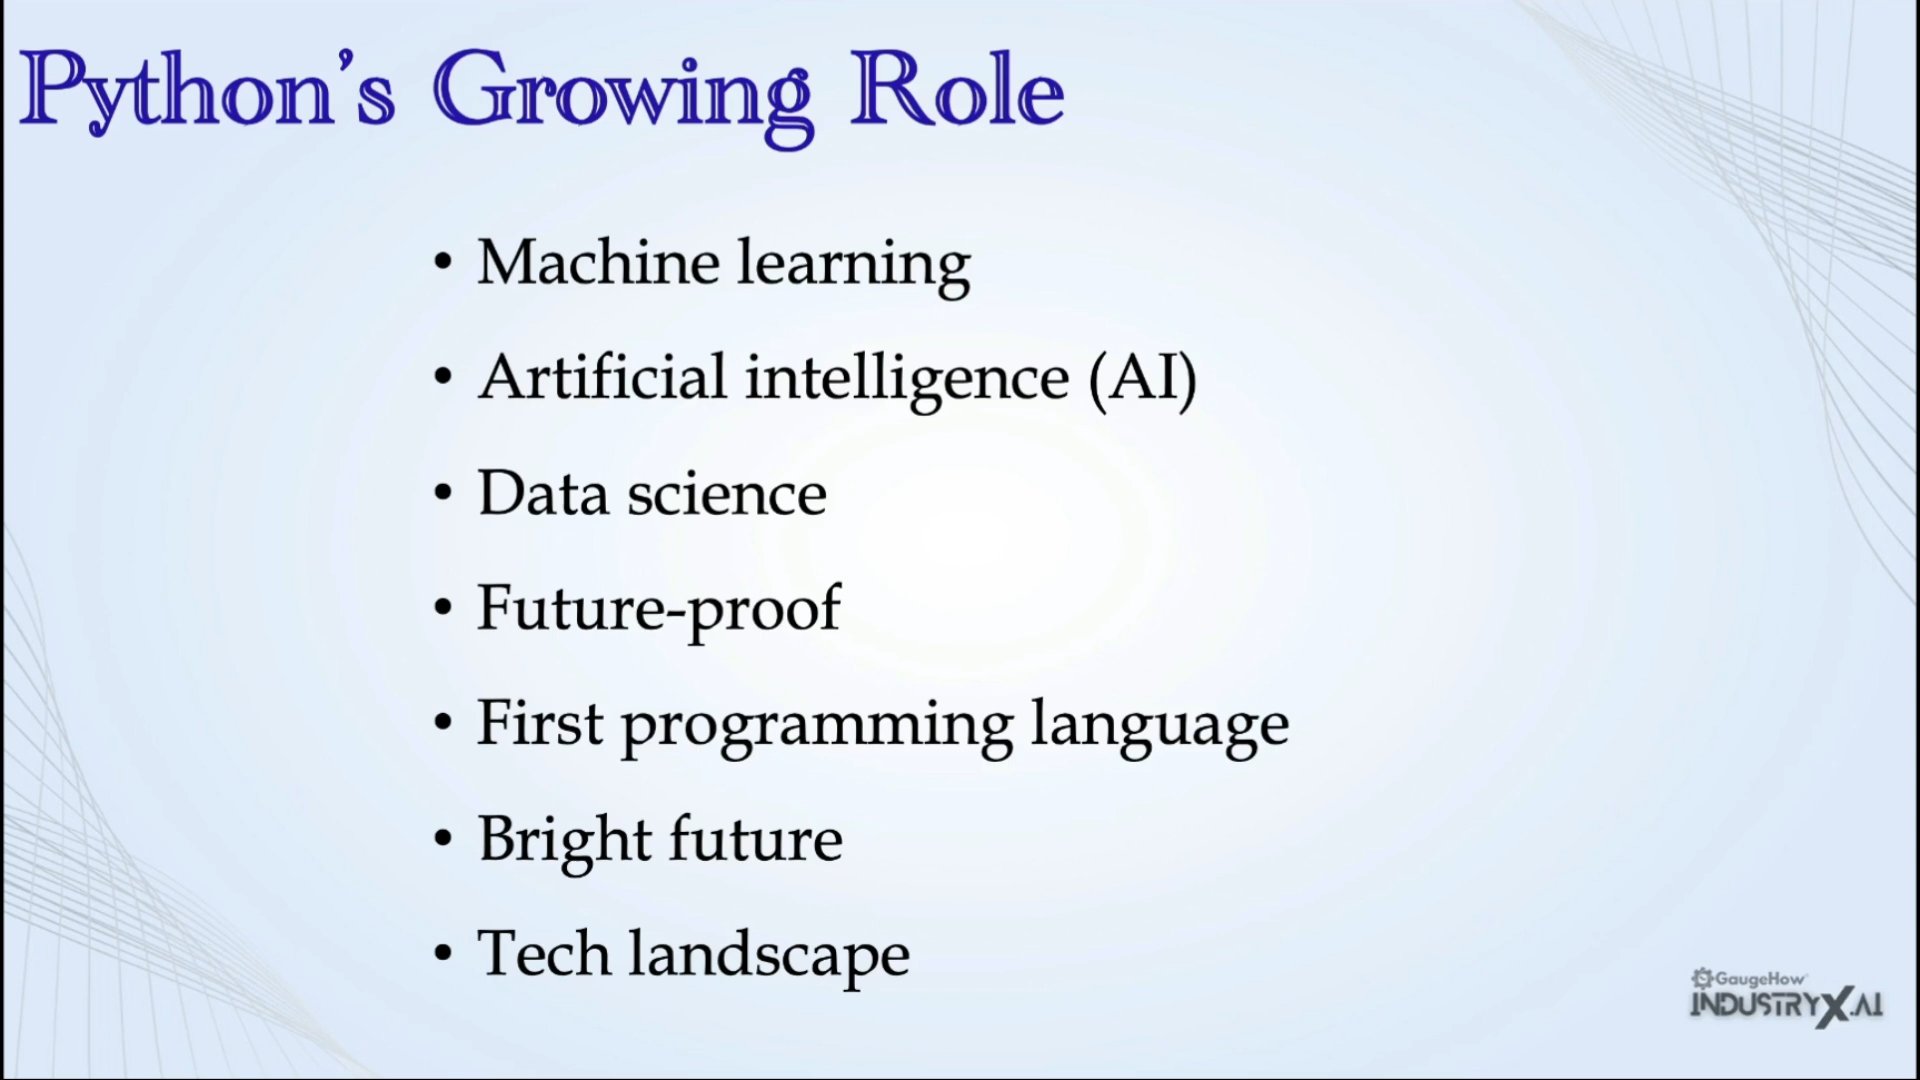 Python's Growing Role
• Machine learning
• Artificial intelligence (AI)
• Data science
• Future-proof
• First programming language
• Bright future
• Tech landscape
GaugeHow
INDUSTRYX.AI